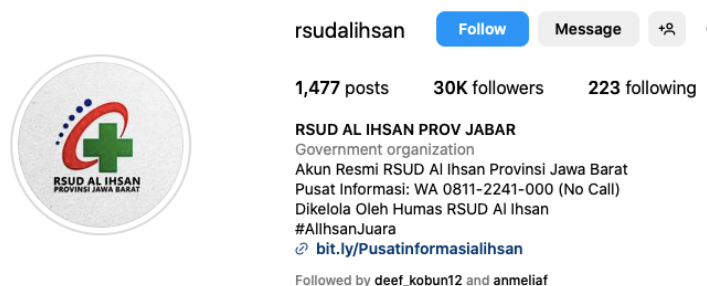 rsudalihsan Follow Message
1,477 posts 30K followers 223 following
RSUD AL IHSAN PROV JABAR
Government organization
Akun Resmi RSUD Al Ihsan Provinsi Jawa Barat
Pusat Informasi: WA 0811-2241-000 (No Call)
Dikelola Oleh Humas RSUD Al Ihsan
#AlIhsanJuara
bit.ly/Pusatinformasialihsan
Followed by deef_kobun12 and anmeliaf
RSUD AL IHSAN
PROVINSI JAWA BARAT